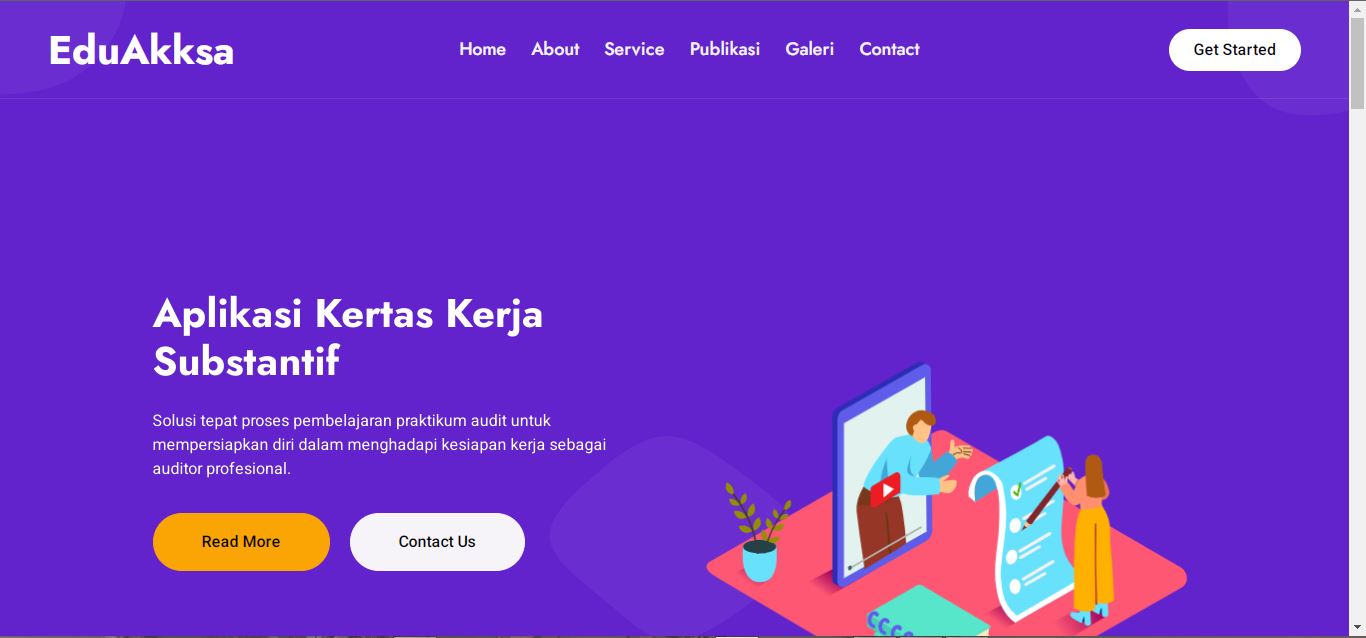 EduAkksa
Home About Service Publikasi Galeri Contact
Get Started
Aplikasi Kertas Kerja
Substantif
Solusi tepat proses pembelajaran praktikum audit untuk
mempersiapkan diri dalam menghadapi kesiapan kerja sebagai
auditor profesional.
Read More
Contact Us